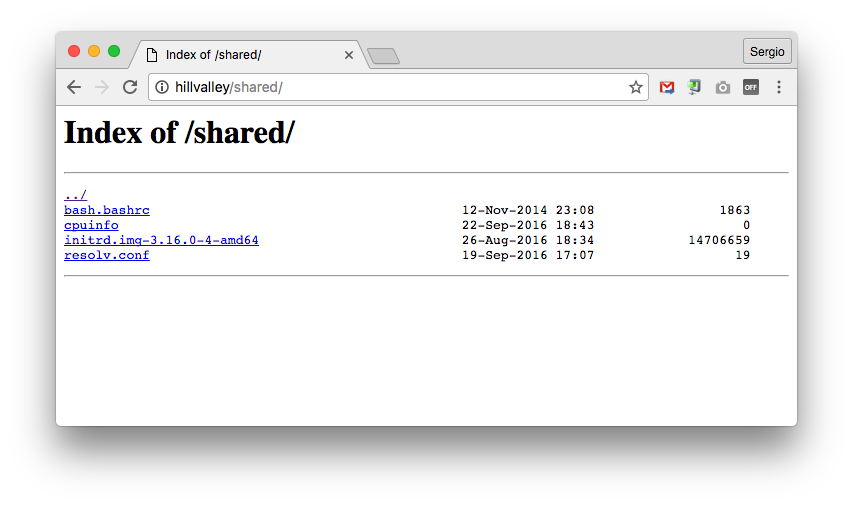 Index of /shared/
Sergio
hillvalley/shared/
OFF
Index of /shared/
../
bash.bashrc 12-Nov-2014 23:08 1863
cpuinfo 22-Sep-2016 18:43 0
initrd.img-3.16.0-4-amd64 26-Aug-2016 18:34 14706659
resolv.conf 19-Sep-2016 17:07 19